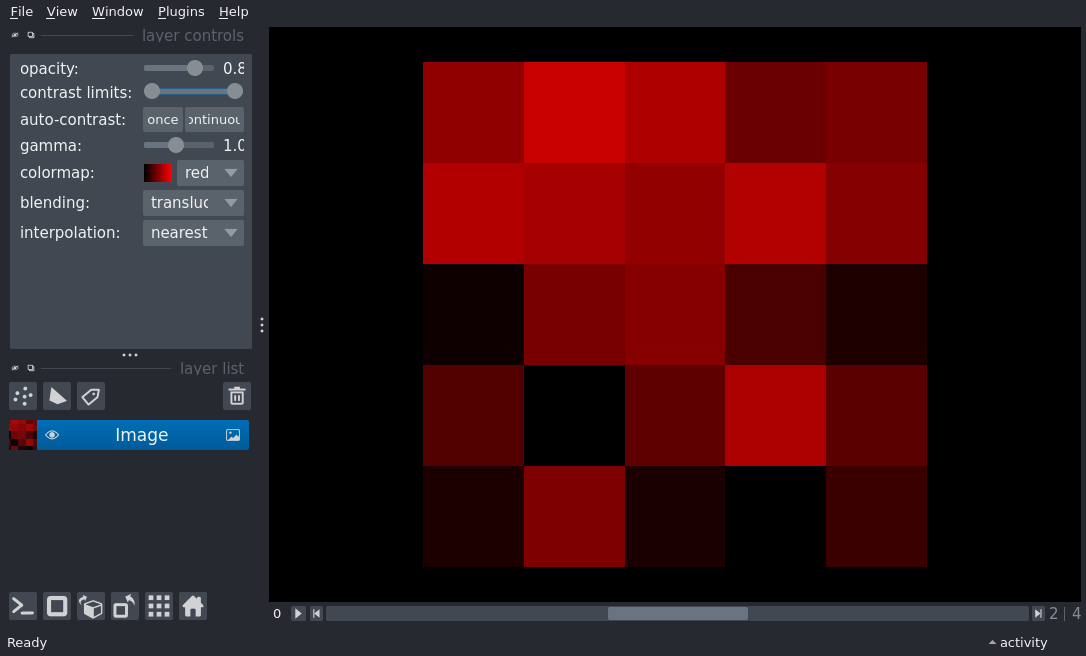 File View Window Plugins Help
layer controls
opacity: 0.8
contrast limits:
auto-contrast: once ontinuou
gamma: 1.0
colormap: red
blending: transluc
interpolation: nearest
layer list
Image
0 2 | 4
Ready activity